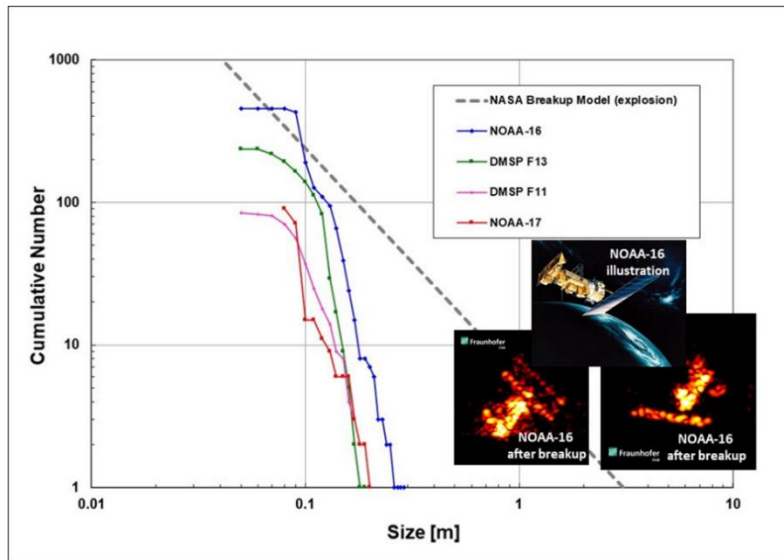 1000
100
10
1
Cumulative Number
0.01
0.1
1
10
Size [m]
NASA Breakup Model (explosion)
NOAA-16
DMSP F13
DMSP F11
NOAA-17
NOAA-16
illustration
Fraunhofer
NOAA-16
after breakup
NOAA-16
after breakup
Fraunhofer